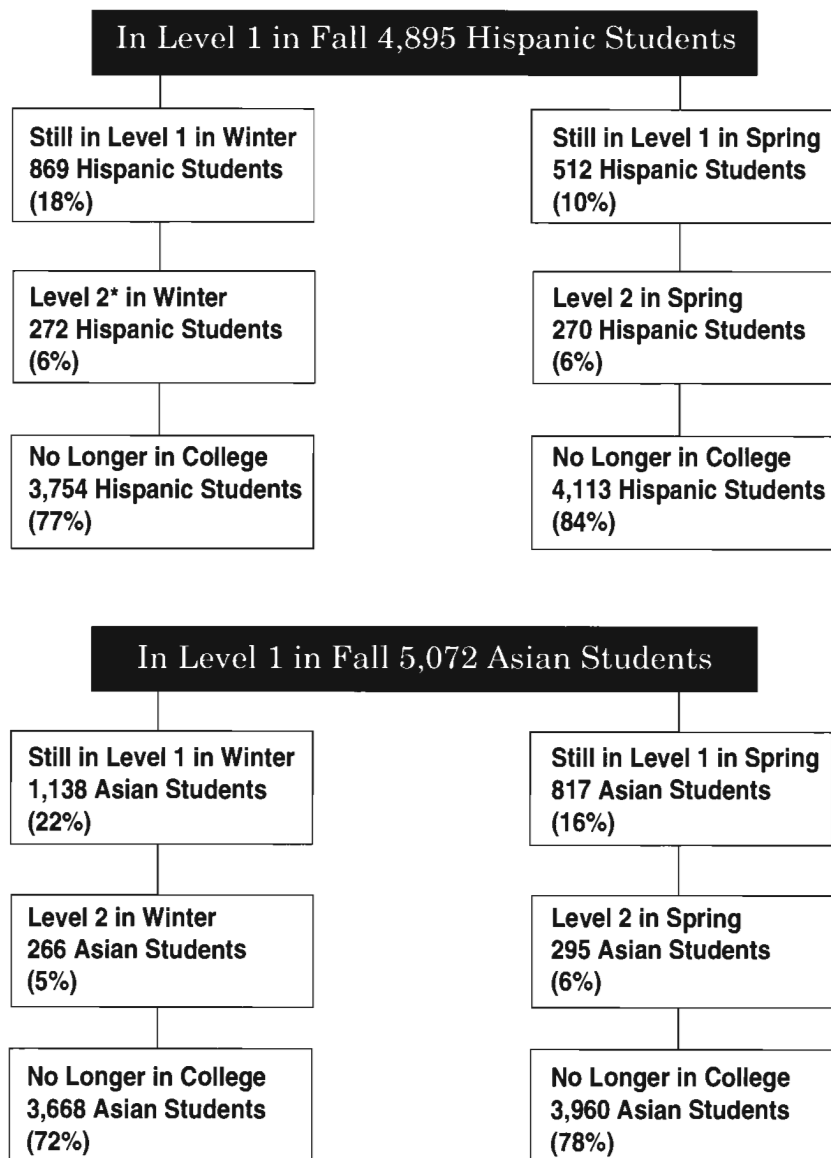 In Level 1 in Fall 4,895 Hispanic Students
Still in Level 1 in Winter
869 Hispanic Students
(18%)
Still in Level 1 in Spring
512 Hispanic Students
(10%)
Level 2* in Winter
272 Hispanic Students
(6%)
Level 2 in Spring
270 Hispanic Students
(6%)
No Longer in College
3,754 Hispanic Students
(77%)
No Longer in College
4,113 Hispanic Students
(84%)
In Level 1 in Fall 5,072 Asian Students
Still in Level 1 in Winter
1,138 Asian Students
(22%)
Still in Level 1 in Spring
817 Asian Students
(16%)
Level 2 in Winter
266 Asian Students
(5%)
Level 2 in Spring
295 Asian Students
(6%)
No Longer in College
3,668 Asian Students
(72%)
No Longer in College
3,960 Asian Students
(78%)